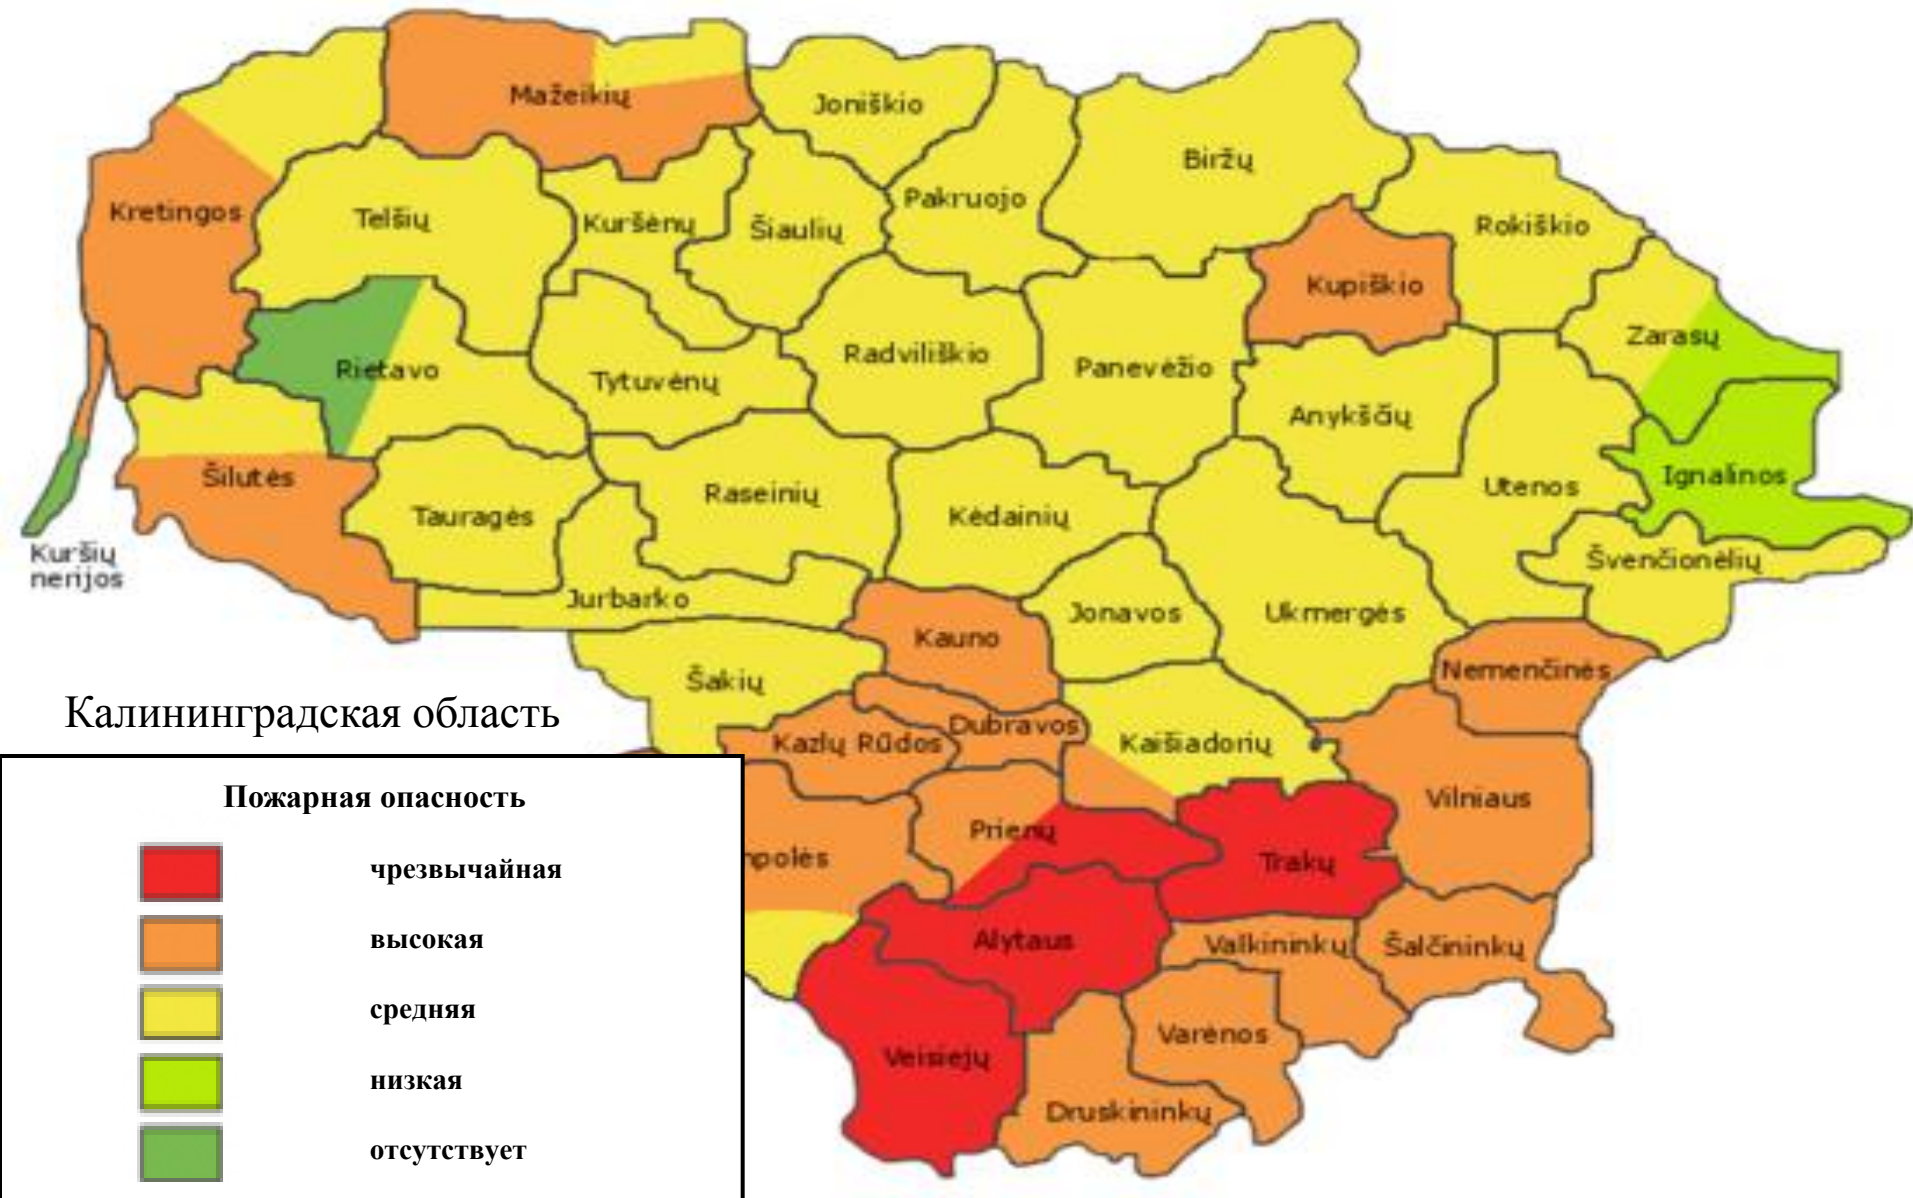 Mažeikių
Joniškio
Biržų
Kretingos
Telšių
Kuršėnų
Šiaulių
Pakruojo
Rokiškio
Kupiškio
Zarasų
Rietavo
Tytuvėnų
Radviliškio
Panevėžio
Anykščių
Šilutės
Tauragės
Raseinių
Kėdainių
Utenos
Ignalinos
Kuršių
nerijos
Švenčionėlių
Jurbarko
Jonavos
Ukmergės
Kauno
Nemenčinės
Šakių
Калининградская область
Kazlų Rūdos
Dubravos
Kaišiadorių
Vilniaus
Prienų
Trakų
npolės
Alytaus
Valkininkų
Šalčininkų
Veisiejų
Varėnos
Druskininkų
Пожарная опасность
чрезвычайная
высокая
средняя
низкая
отсутствует